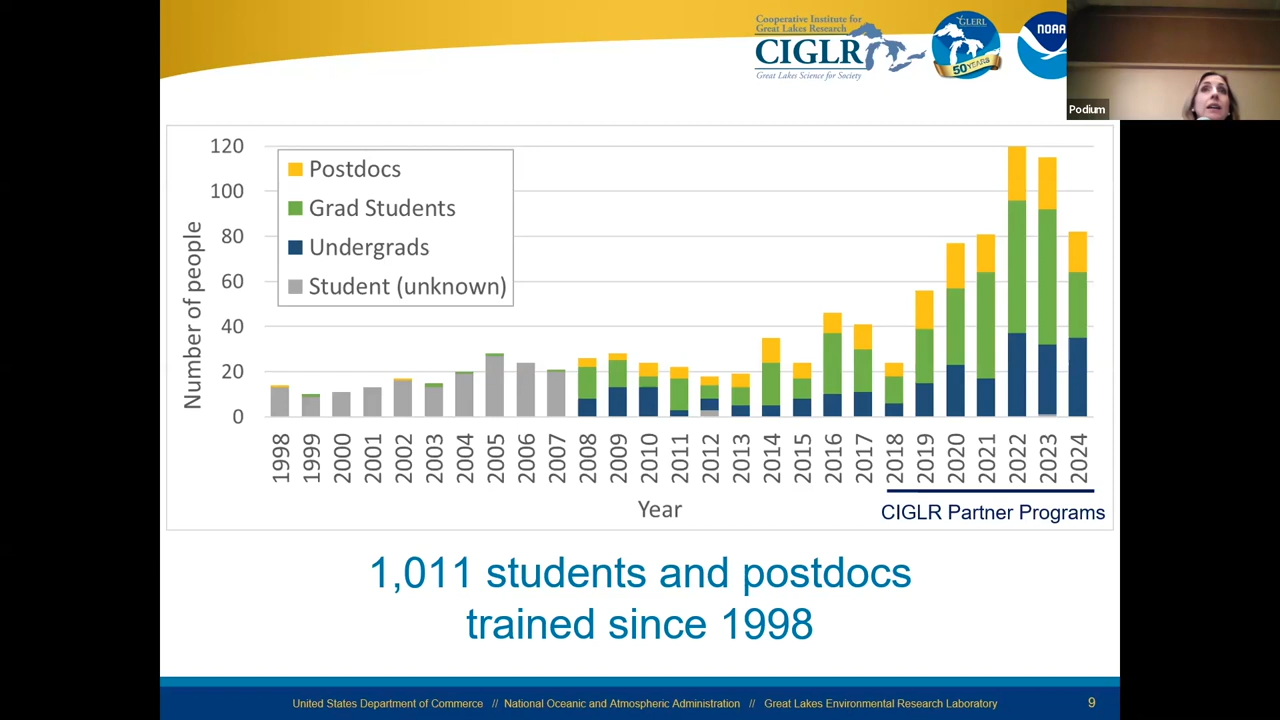 Cooperative Institute for
Great Lakes Research
CIGLR
Great Lakes Science for Society
GLERL
50 YEARS
NOAA
Podium
120
100
80
60
40
20
0
Number of people
Postdocs
Grad Students
Undergrads
Student (unknown)
1998
1999
2000
2001
2002
2003
2004
2005
2006
2007
2008
2009
2010
2011
2012
2013
2014
2015
2016
2017
2018
2019
2020
2021
2022
2023
2024
Year
CIGLR Partner Programs
1,011 students and postdocs
trained since 1998
United States Department of Commerce // National Oceanic and Atmospheric Administration // Great Lakes Environmental Research Laboratory
9